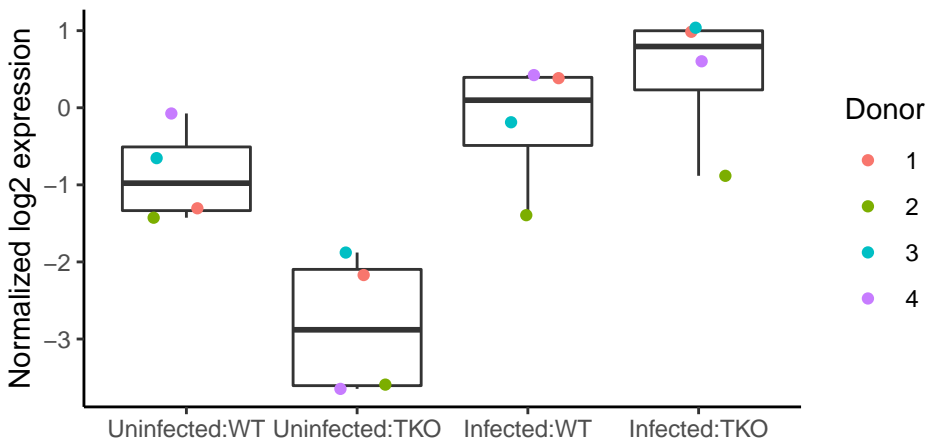 Normalized log2 expression
1
0
−1
−2
−3
Uninfected:WT
Uninfected:TKO
Infected:WT
Infected:TKO
Donor
1
2
3
4